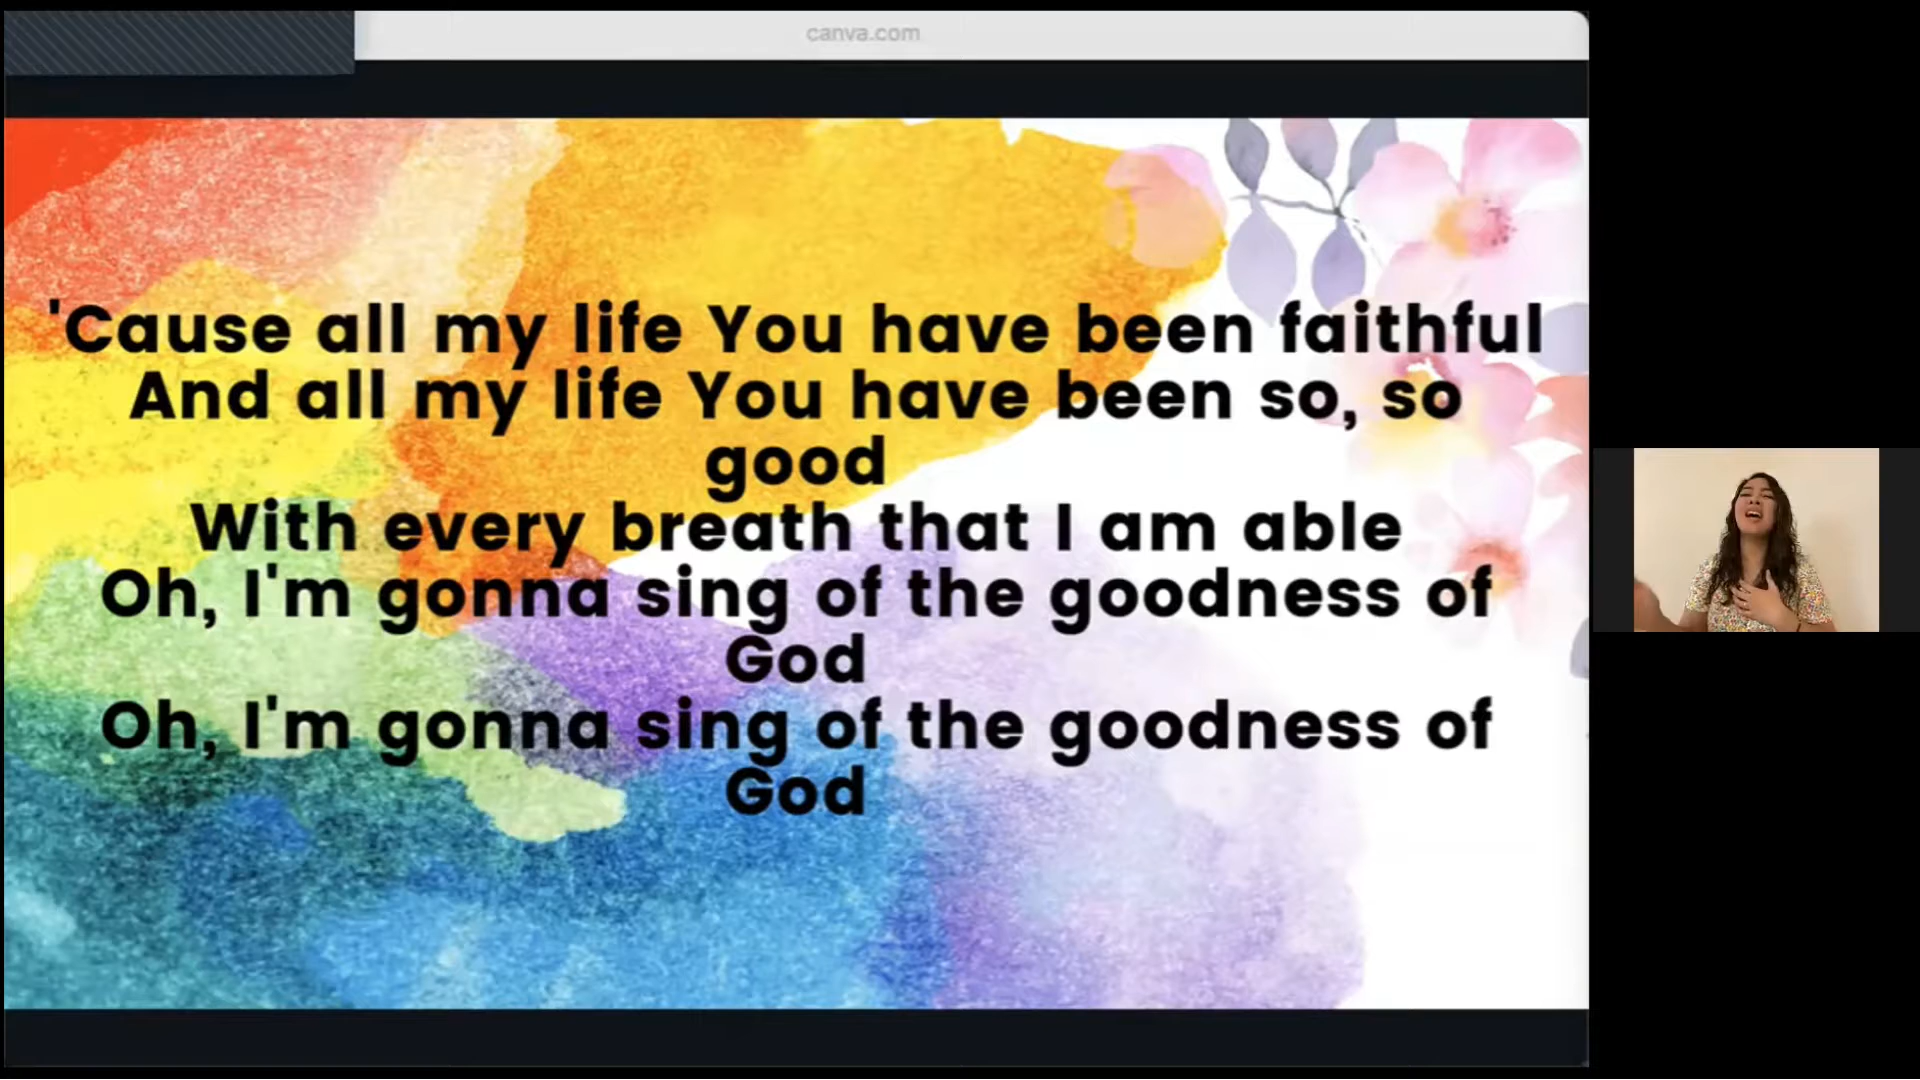 canva.com
'Cause all my life You have been faithful
And all my life You have been so, so
good
With every breath that I am able
Oh, I'm gonna sing of the goodness of
God
Oh, I'm gonna sing of the goodness of
God